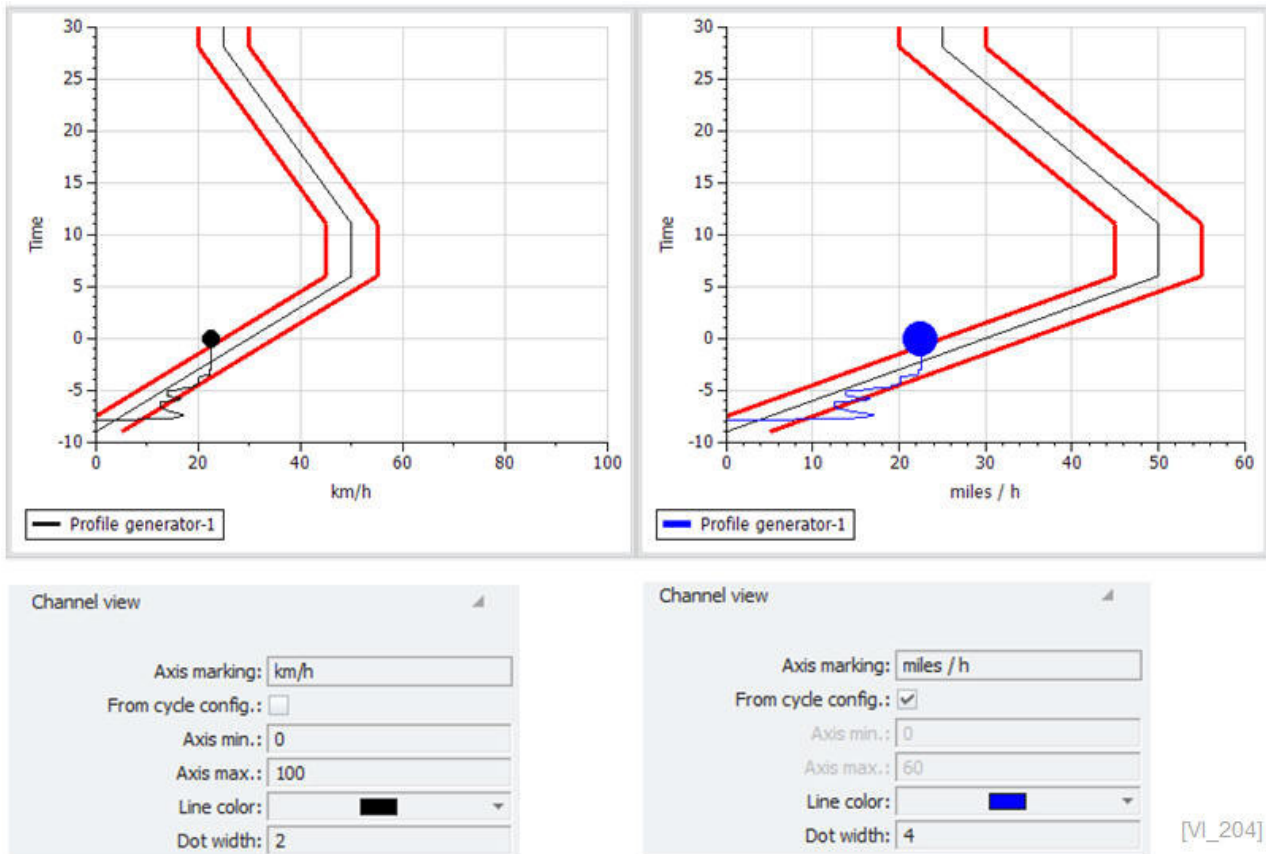 30
25
20
15
10
5
0
-5
-10
Time
0 20 40 60 80 100
km/h
Profile generator-1
30
25
20
15
10
5
0
-5
-10
Time
0 10 20 30 40 50 60
miles / h
Profile generator-1
Channel view
Axis marking: km/h
From cycle config.:
Axis min.: 0
Axis max.: 100
Line color:
Dot width: 2
Channel view
Axis marking: miles / h
From cycle config.:
Axis min.: 0
Axis max.: 60
Line color:
Dot width: 4
[VI_204]